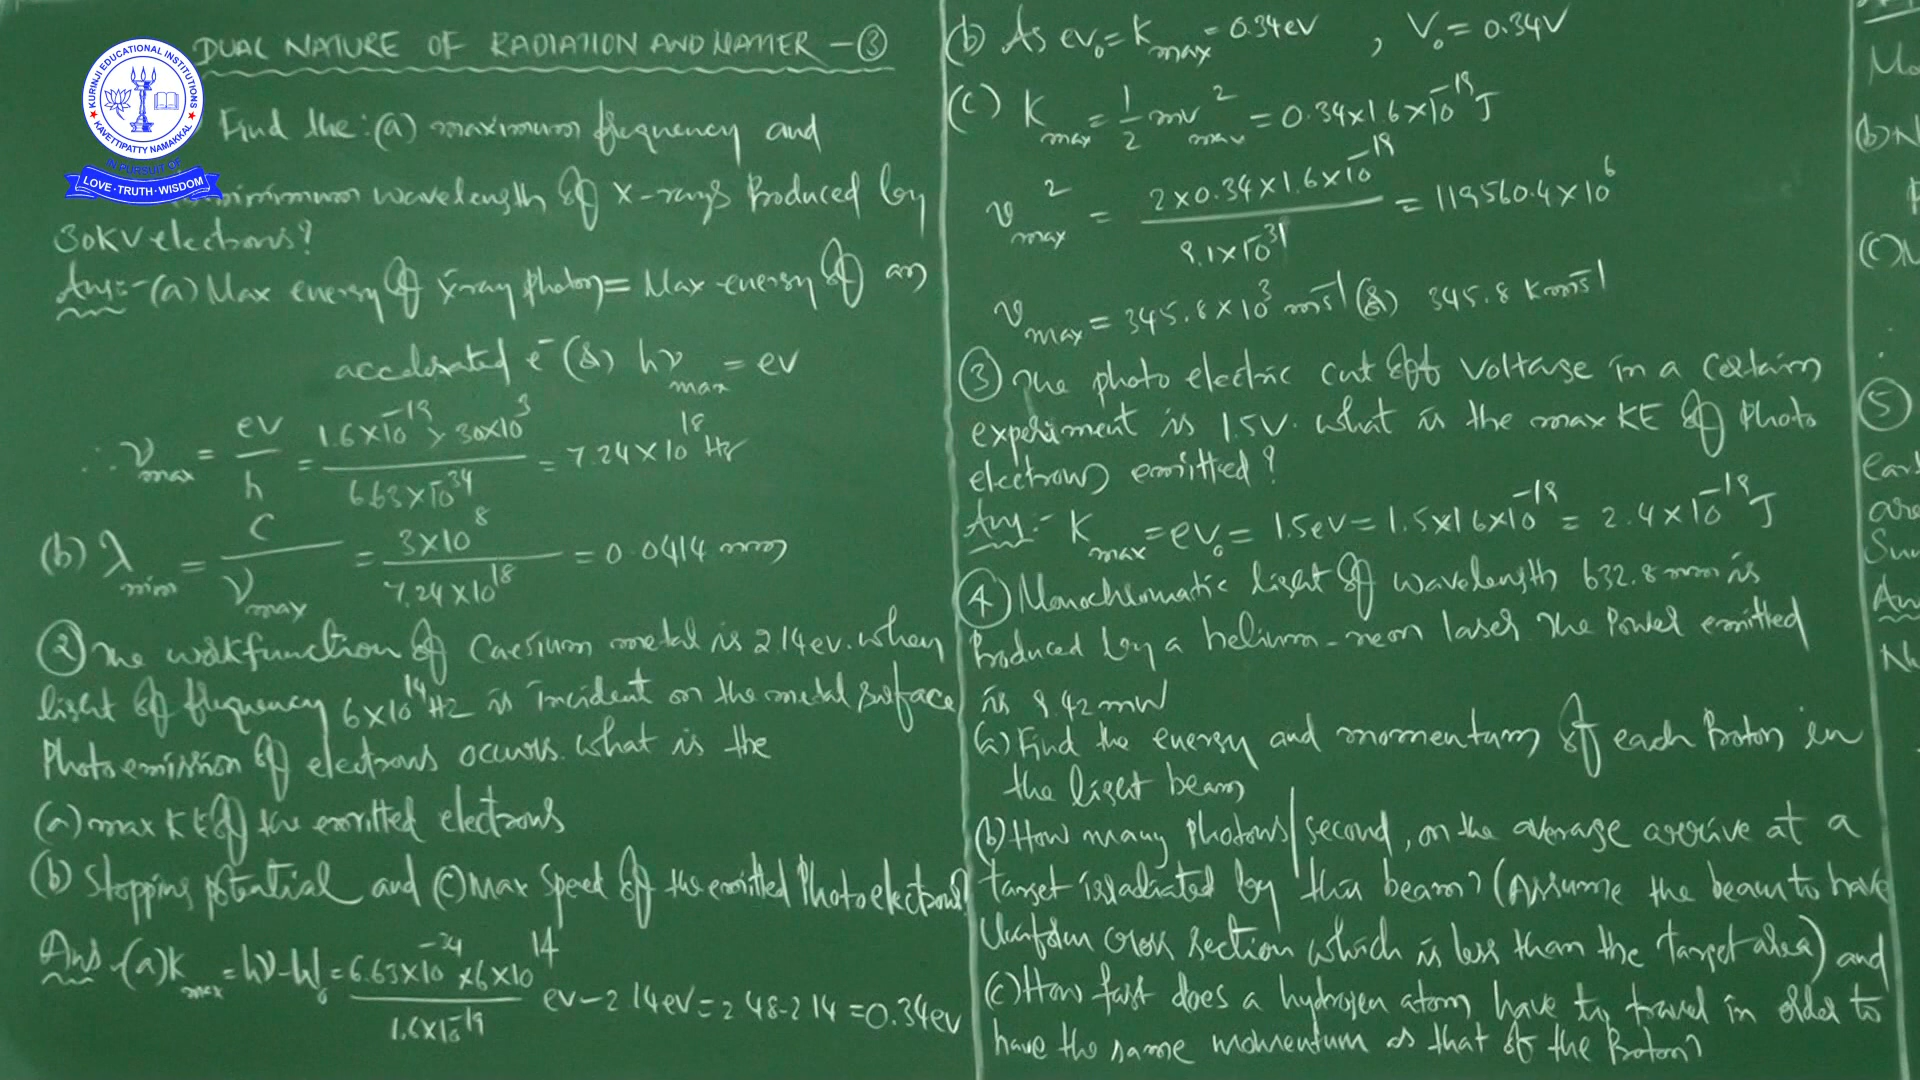 KURINJI EDUCATIONAL INSTITUTIONS
KAVETTIPATTY NAMAKKAL
IN PURSUIT OF
LOVE · TRUTH · WISDOM
DUAL NATURE OF RADIATION AND MATTER - ③
Find the :- (a) maximum frequency and
minimum wavelength of X-rays Produced by
30KV electrons?
Ans:- (a) Max energy of X-ray photon = Max energy of an
accelerated e⁻ (or) hν max = eV
∴ ν max = eV / h = 1.6×10⁻¹⁹ × 30×10³ / 6.63×10⁻³⁴ = 7.24×10¹⁸ Hz
(b) λ min = C / ν max = 3×10⁸ / 7.24×10¹⁸ = 0.0414 nm
② The workfunction of Caesium metal is 2.14eV. when
light of frequency 6×10¹⁴ HZ is incident on the metal surface
Photo emission of electrons occurs. what is the
(a) max KE of the emitted electrons
(b) Stopping potential and (c) Max Speed of the emitted Photoelectrons?
Ans:- (a) K max = hν - W₀ = 6.63×10⁻³⁴ × 6×10¹⁴ / 1.6×10⁻¹⁹ eV - 2.14eV = 2.48-2.14 = 0.34eV
(b) As eV₀ = K max = 0.34eV , V₀ = 0.34V
(c) K max = 1/2 mv² max = 0.34×1.6×10⁻¹⁹ J
v² max = 2×0.34×1.6×10⁻¹⁹ / 9.1×10⁻³¹ = 119560.4×10⁶
v max = 345.8×10³ ms⁻¹ (or) 345.8 Kms⁻¹
③ The photo electric cut off Voltage in a certain
experiment is 1.5V. what is the max KE of Photo
electrons emitted?
Ans:- K max = eV₀ = 1.5eV = 1.5×1.6×10⁻¹⁹ = 2.4×10⁻¹⁹ J
④ Monochromatic light of wavelength 632.8nm is
Produced by a helium-neon laser. The Power emitted
is 9.42mW
(a) Find the energy and momentum of each Proton in
the light beam
(b) How many Photons/second, on the average arrive at a
target irradiated by this beam? (Assume the beam to have
Uniform cross section which is less than the target area) and
(c) How fast does a hydrogen atom have to travel in order to
have the same momentum as that of the Proton?
(b)
(c)
⑤
are